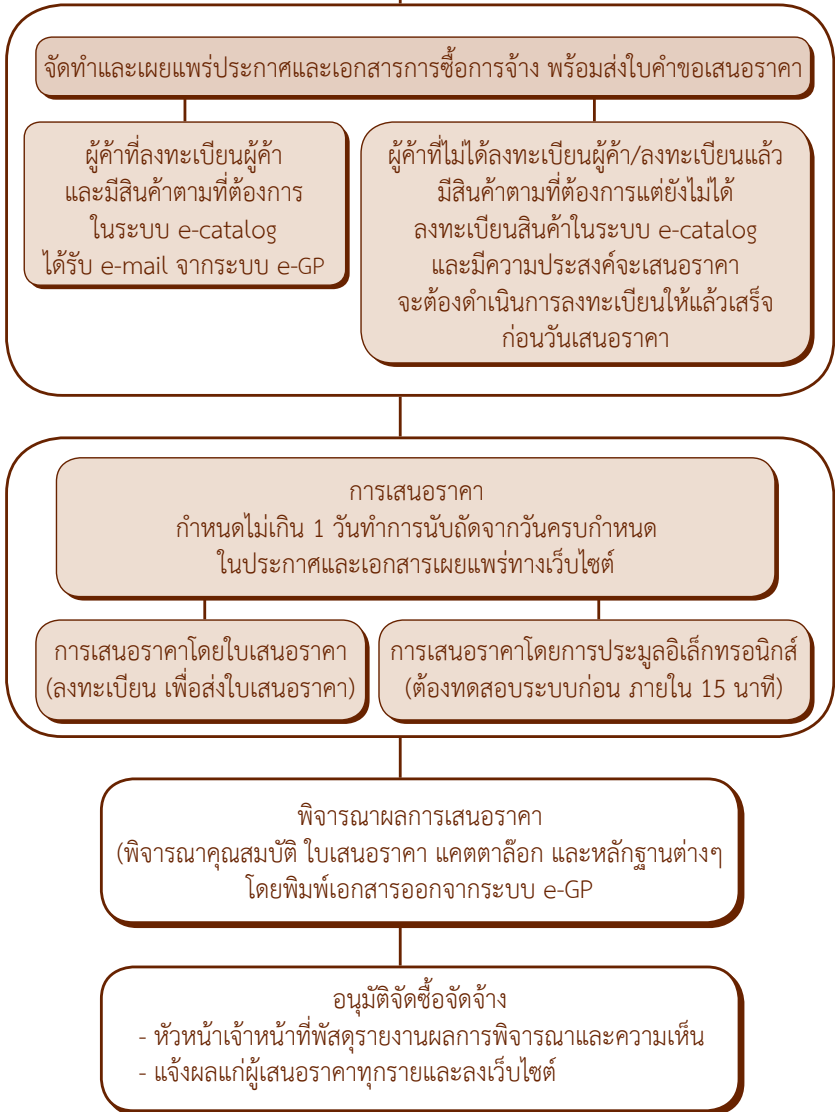 จัดทำและเผยแพร่ประกาศและเอกสารการซื้อการจ้าง พร้อมส่งใบคำขอเสนอราคา
ผู้ค้าที่ลงทะเบียนผู้ค้า
และมีสินค้าตามที่ต้องการ
ในระบบ e-catalog
ได้รับ e-mail จากระบบ e-GP
ผู้ค้าที่ไม่ได้ลงทะเบียนผู้ค้า/ลงทะเบียนแล้ว
มีสินค้าตามที่ต้องการแต่ยังไม่ได้
ลงทะเบียนสินค้าในระบบ e-catalog
และมีความประสงค์จะเสนอราคา
จะต้องดำเนินการลงทะเบียนให้แล้วเสร็จ
ก่อนวันเสนอราคา
การเสนอราคา
กำหนดไม่เกิน 1 วันทำการนับถัดจากวันครบกำหนด
ในประกาศและเอกสารเผยแพร่ทางเว็บไซต์
การเสนอราคาโดยใบเสนอราคา
(ลงทะเบียน เพื่อส่งใบเสนอราคา)
การเสนอราคาโดยการประมูลอิเล็กทรอนิกส์
(ต้องทดสอบระบบก่อน ภายใน 15 นาที)
พิจารณาผลการเสนอราคา
(พิจารณาคุณสมบัติ ใบเสนอราคา แคตตาล๊อก และหลักฐานต่างๆ
โดยพิมพ์เอกสารออกจากระบบ e-GP
อนุมัติจัดซื้อจัดจ้าง
- หัวหน้าเจ้าหน้าที่พัสดุรายงานผลการพิจารณาและความเห็น
- แจ้งผลแก่ผู้เสนอราคาทุกรายและลงเว็บไซต์